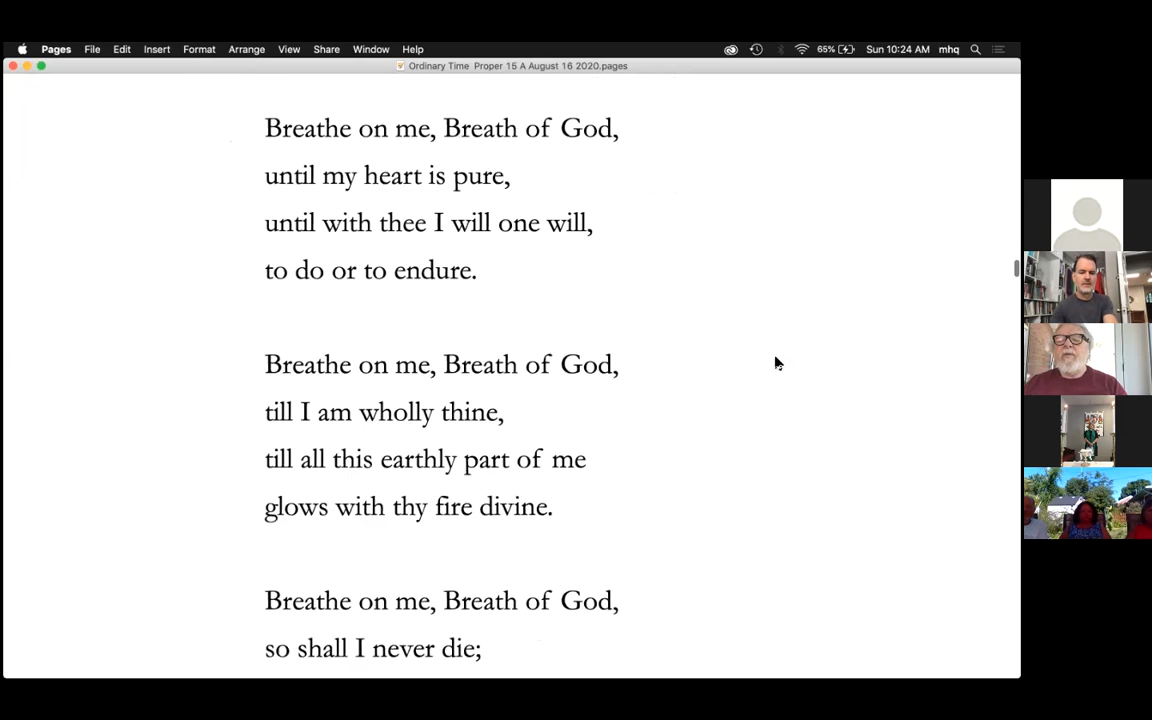 Pages File Edit Insert Format Arrange View Share Window Help 65% Sun 10:24 AM mhq
Ordinary Time Proper 15 A August 16 2020.pages
Breathe on me, Breath of God,
until my heart is pure,
until with thee I will one will,
to do or to endure.
Breathe on me, Breath of God,
till I am wholly thine,
till all this earthly part of me
glows with thy fire divine.
Breathe on me, Breath of God,
so shall I never die;